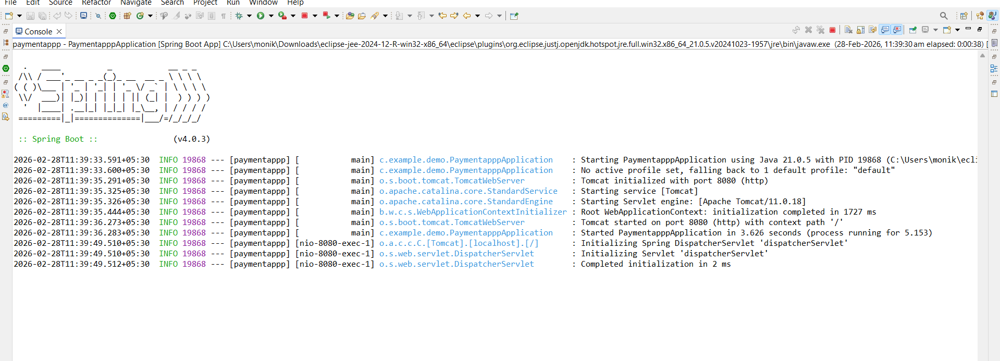 File Edit Source Refactor Navigate Search Project Run Window Help
Console
paymentappp - PaymentapppApplication [Spring Boot App] C:\Users\monik\Downloads\eclipse-jee-2024-12-R-win32-x86_64\eclipse\plugins\org.eclipse.justj.openjdk.hotspot.jre.full.win32.x86_64_21.0.5.v20241023-1957\jre\bin\javaw.exe (28-Feb-2026, 11:39:30 am elapsed: 0:00:38) [
Spring
:: Spring Boot :: (v4.0.3)
2026-02-28T11:39:33.591+05:30 INFO 19868 --- [paymentappp] [ main] c.example.demo.PaymentapppApplication : Starting PaymentapppApplication using Java 21.0.5 with PID 19868 (C:\Users\monik\ecli
2026-02-28T11:39:33.600+05:30 INFO 19868 --- [paymentappp] [ main] c.example.demo.PaymentapppApplication : No active profile set, falling back to 1 default profile: "default"
2026-02-28T11:39:35.291+05:30 INFO 19868 --- [paymentappp] [ main] o.s.boot.tomcat.TomcatWebServer : Tomcat initialized with port 8080 (http)
2026-02-28T11:39:35.325+05:30 INFO 19868 --- [paymentappp] [ main] o.apache.catalina.core.StandardService : Starting service [Tomcat]
2026-02-28T11:39:35.326+05:30 INFO 19868 --- [paymentappp] [ main] o.apache.catalina.core.StandardEngine : Starting Servlet engine: [Apache Tomcat/11.0.18]
2026-02-28T11:39:35.444+05:30 INFO 19868 --- [paymentappp] [ main] b.w.c.s.WebApplicationContextInitializer : Root WebApplicationContext: initialization completed in 1727 ms
2026-02-28T11:39:36.273+05:30 INFO 19868 --- [paymentappp] [ main] o.s.boot.tomcat.TomcatWebServer : Tomcat started on port 8080 (http) with context path '/'
2026-02-28T11:39:36.283+05:30 INFO 19868 --- [paymentappp] [ main] c.example.demo.PaymentapppApplication : Started PaymentapppApplication in 3.626 seconds (process running for 5.153)
2026-02-28T11:39:49.510+05:30 INFO 19868 --- [paymentappp] [nio-8080-exec-1] o.a.c.c.C.[Tomcat].[localhost].[/] : Initializing Spring DispatcherServlet 'dispatcherServlet'
2026-02-28T11:39:49.510+05:30 INFO 19868 --- [paymentappp] [nio-8080-exec-1] o.s.web.servlet.DispatcherServlet : Initializing Servlet 'dispatcherServlet'
2026-02-28T11:39:49.512+05:30 INFO 19868 --- [paymentappp] [nio-8080-exec-1] o.s.web.servlet.DispatcherServlet : Completed initialization in 2 ms